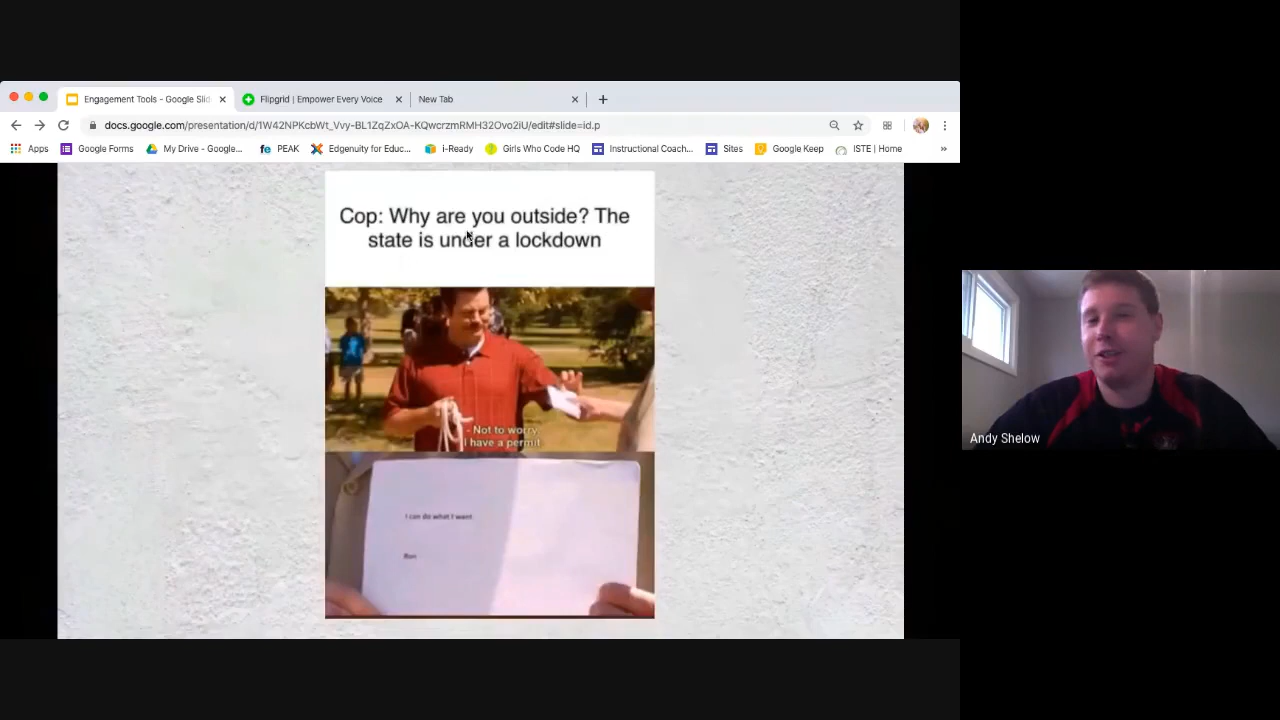 Engagement Tools - Google Slid
Flipgrid | Empower Every Voice
New Tab
docs.google.com/presentation/d/1W42NPKcbWt_Vvy-BL1ZqZxOA-KQwcrzmRMH32Ovo2iU/edit#slide=id.p
Apps
Google Forms
My Drive - Google...
PEAK
Edgenuity for Educ...
i-Ready
Girls Who Code HQ
Instructional Coach...
Sites
Google Keep
ISTE | Home
Cop: Why are you outside? The
state is under a lockdown
- Not to worry,
I have a permit
I can do what I want
Ron
Andy Shelow